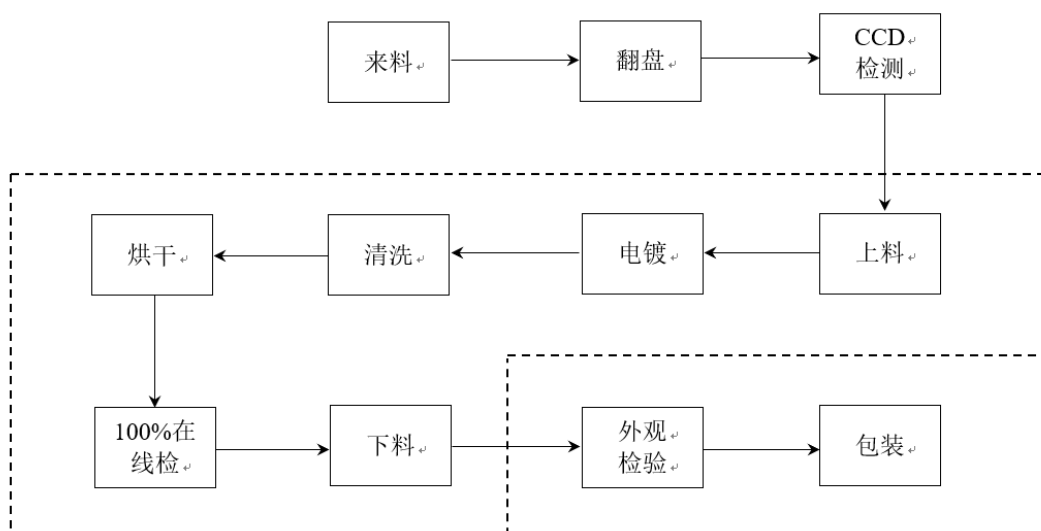 来料
翻盘
CCD
检测
烘干
清洗
电镀
上料
100%在
线检
下料
外观
检验
包装